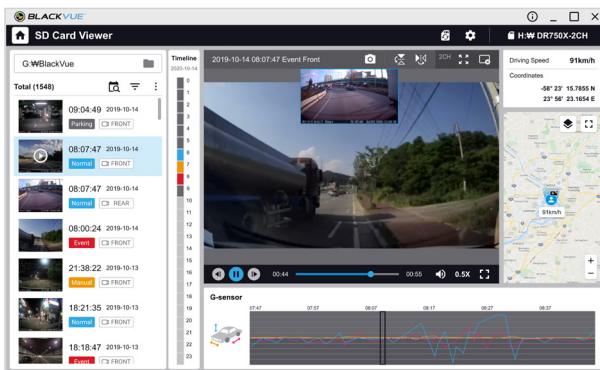 BLACKVUE
SD Card Viewer
H:₩ DR750X-2CH
G:₩BlackVue
Total (1548)
09:04:49 2019-10-14
Parking FRONT
08:07:47 2019-10-14
Normal FRONT
08:07:47 2019-10-14
Normal REAR
08:00:24 2019-10-14
Event FRONT
21:38:22 2019-10-13
Manual FRONT
18:21:35 2019-10-13
Normal FRONT
18:18:47 2019-10-13
Event FRONT
Timeline
2020-10-14
0
1
2
3
4
5
6
7
8
9
10
11
12
13
14
15
16
17
18
19
20
21
22
23
2019-10-14 08:07:47 Event Front
2CH
00:44
00:55
0.5X
Driving Speed 91km/h
Coordinates
-58° 23' 15.7855 N
23° 56' 23.1654 E
91km/h
G-sensor
07:47 07:57 08:07 08:17 08:27 08:37